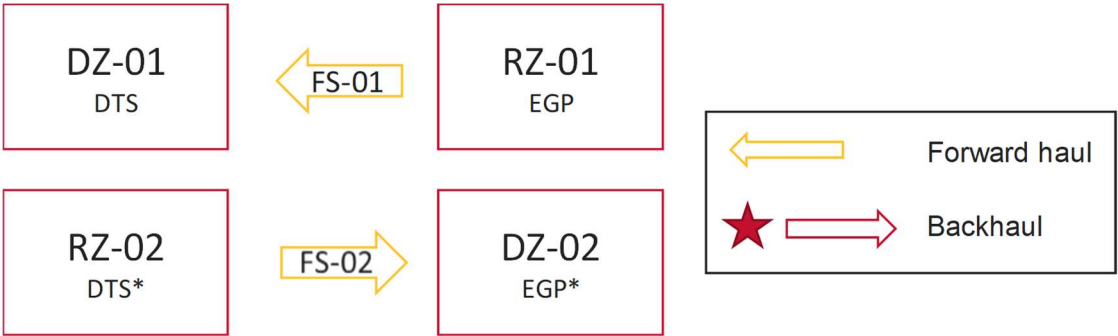 DZ-01
DTS
FS-01
RZ-01
EGP
RZ-02
DTS*
FS-02
DZ-02
EGP*
Forward haul
Backhaul